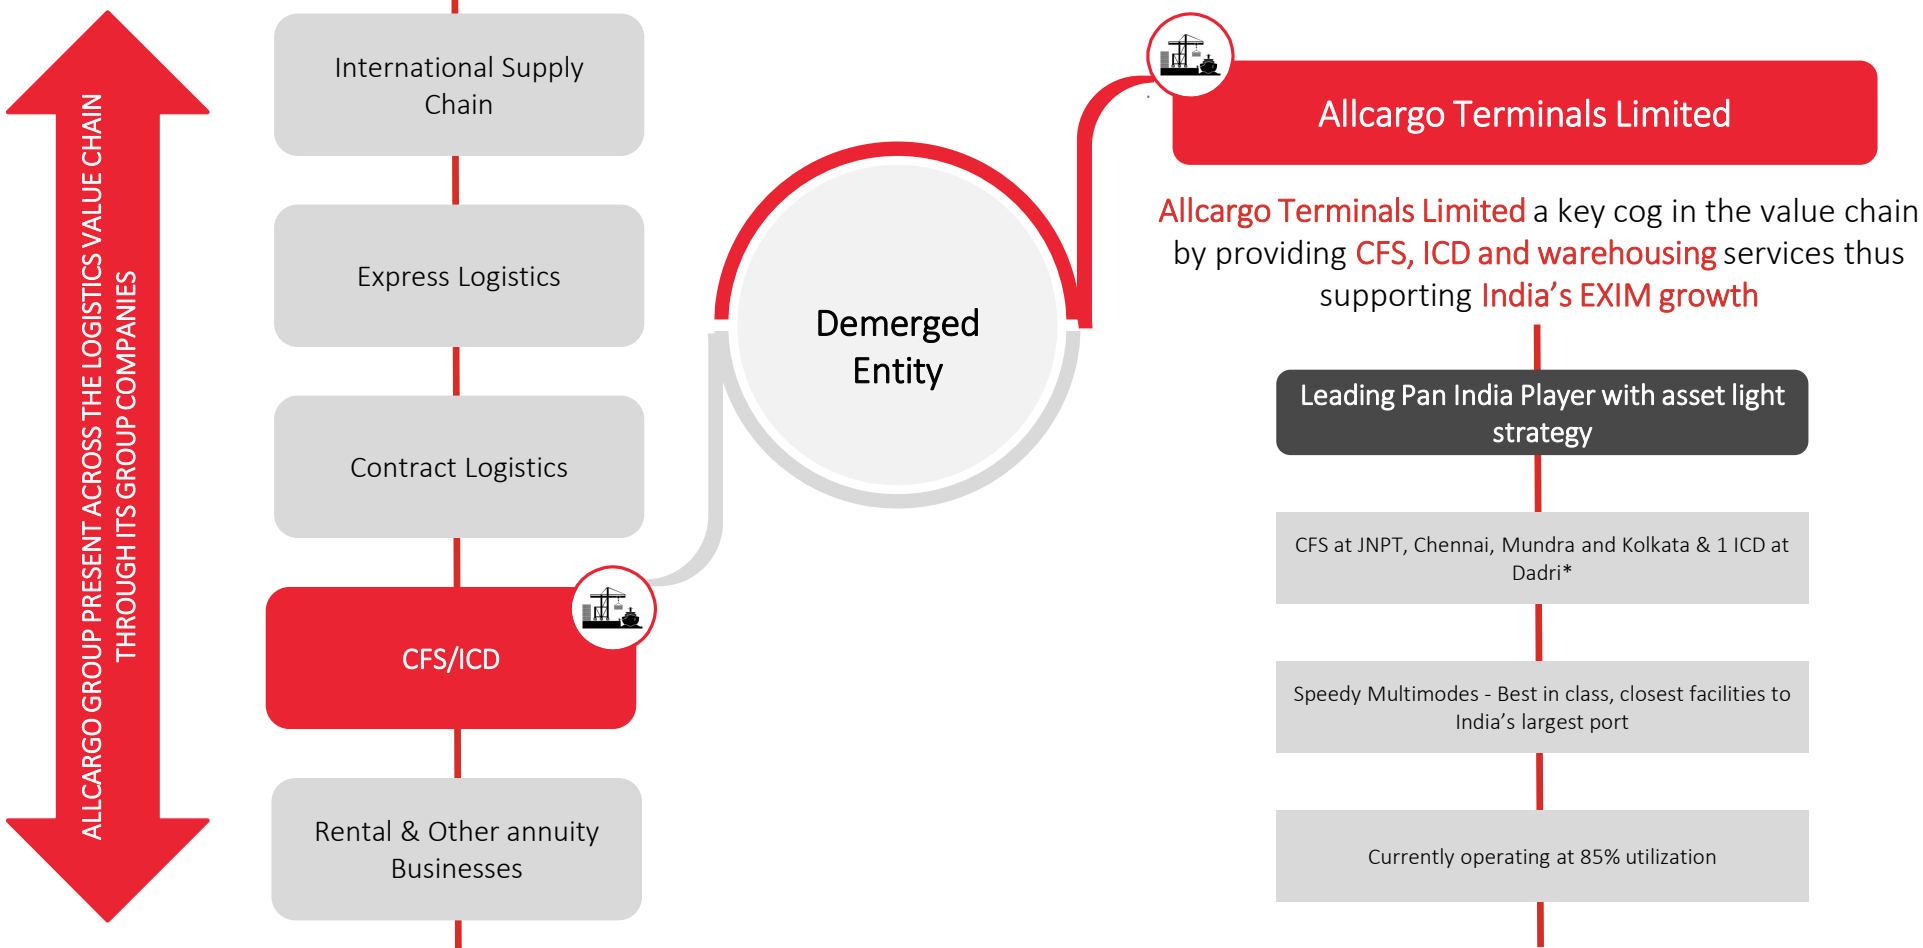 ALLCARGO GROUP PRESENT ACROSS THE LOGISTICS VALUE CHAIN
THROUGH ITS GROUP COMPANIES
International Supply
Chain
Express Logistics
Contract Logistics
CFS/ICD
Rental & Other annuity
Businesses
Demerged
Entity
Allcargo Terminals Limited
Allcargo Terminals Limited a key cog in the value chain
by providing CFS, ICD and warehousing services thus
supporting India’s EXIM growth
Leading Pan India Player with asset light
strategy
CFS at JNPT, Chennai, Mundra and Kolkata & 1 ICD at
Dadri*
Speedy Multimodes - Best in class, closest facilities to
India’s largest port
Currently operating at 85% utilization